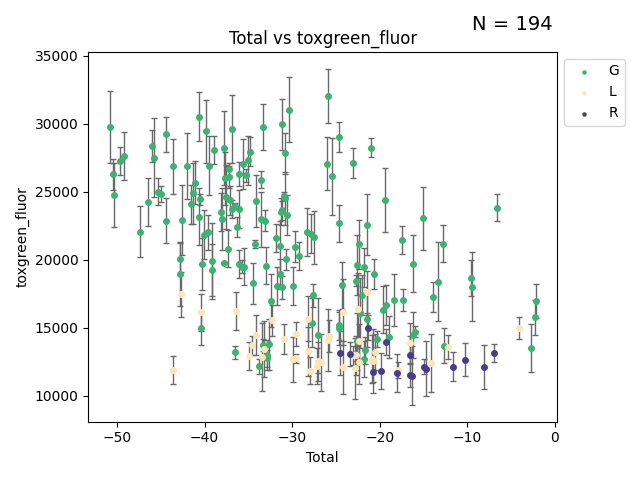 N = 194
Total vs toxgreen_fluor
35000
30000
25000
20000
15000
10000
toxgreen_fluor
−50
−40
−30
−20
−10
0
Total
G
L
R